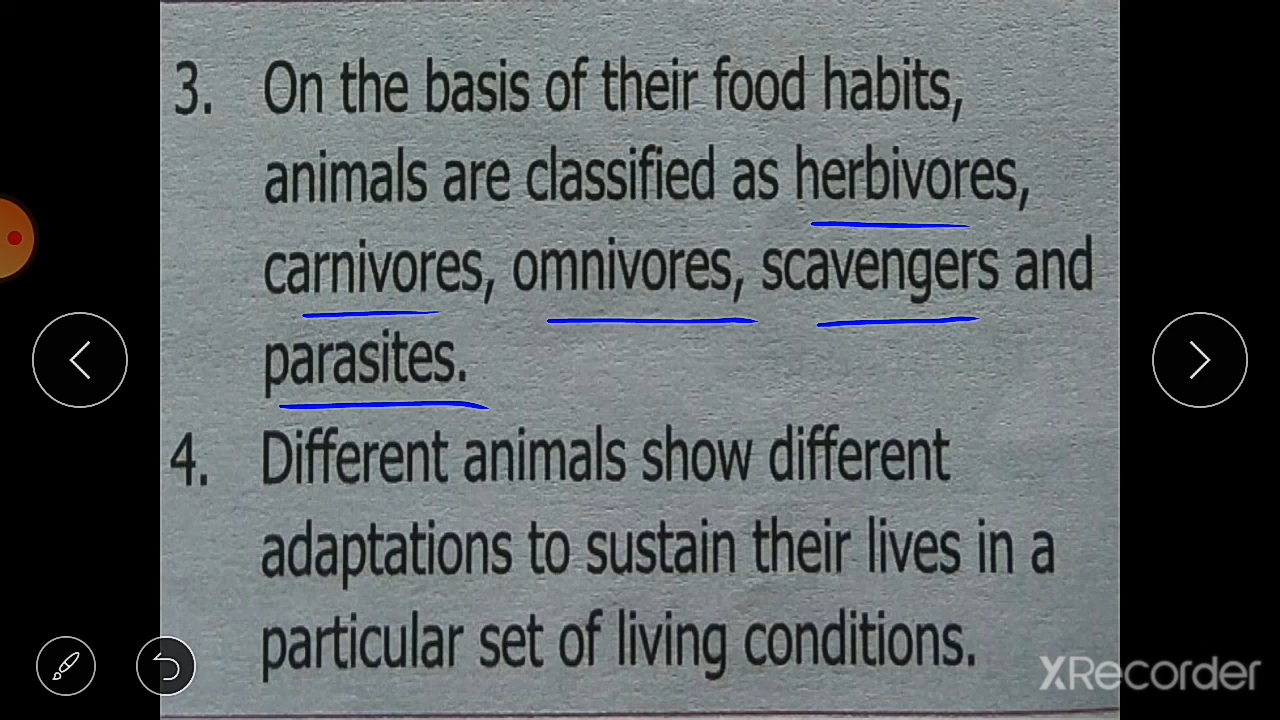 3. On the basis of their food habits,
animals are classified as herbivores,
carnivores, omnivores, scavengers and
parasites.
4. Different animals show different
adaptations to sustain their lives in a
particular set of living conditions.
XRecorder